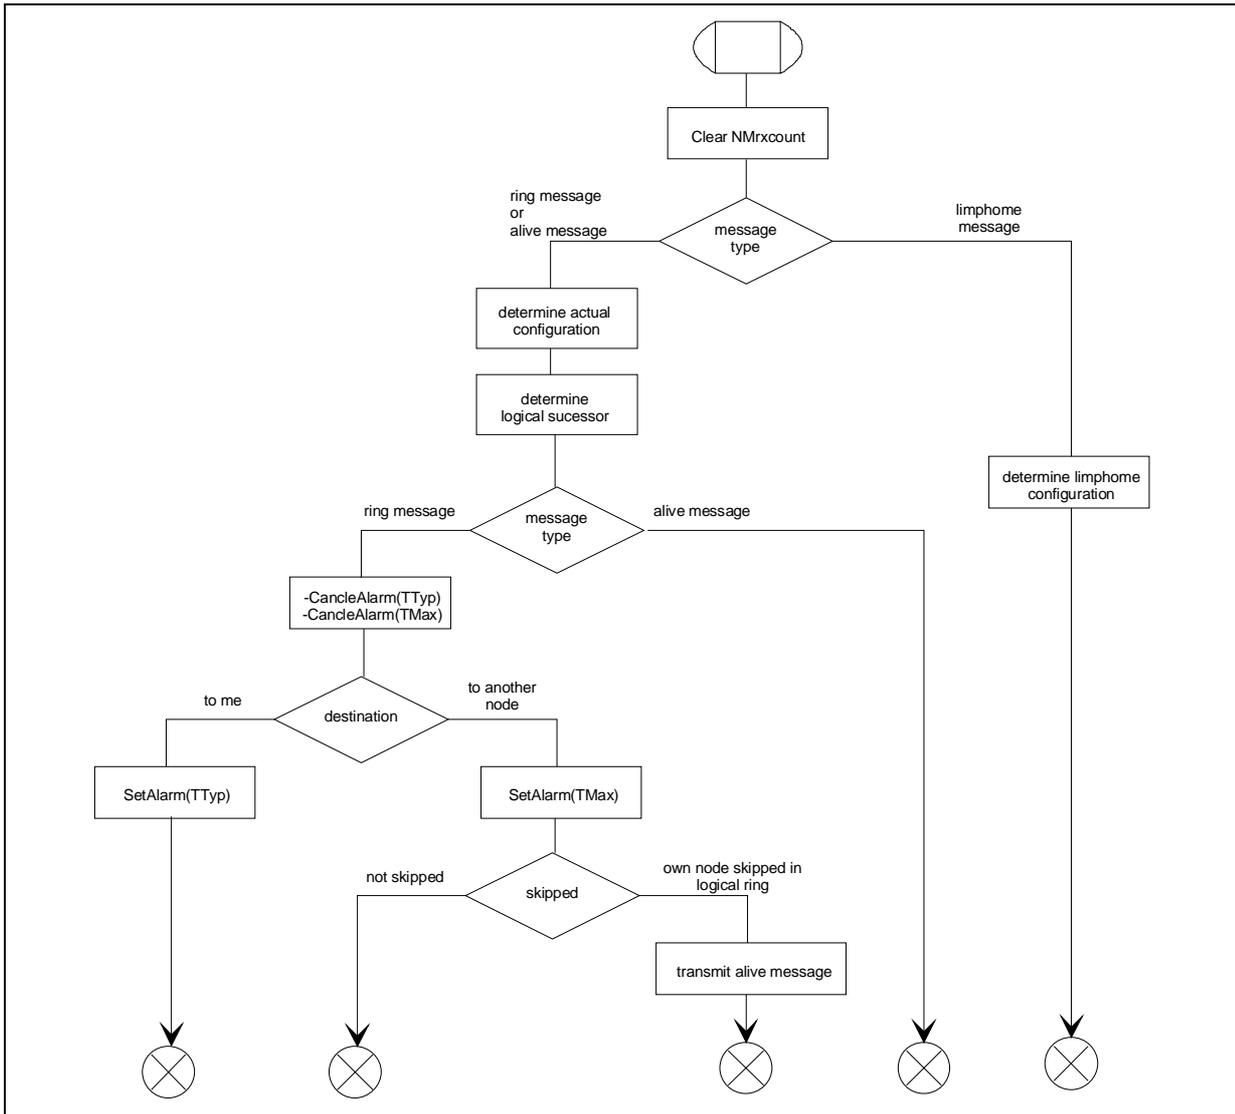 Clear NMrxcount
ring message
or
alive message
message
type
limphome
message
determine actual
configuration
determine
logical sucessor
determine limphome
configuration
ring message
message
type
alive message
-CancleAlarm(TTyp)
-CancleAlarm(TMax)
to me
destination
to another
node
SetAlarm(TTyp)
SetAlarm(TMax)
not skipped
skipped
own node skipped in
logical ring
transmit alive message